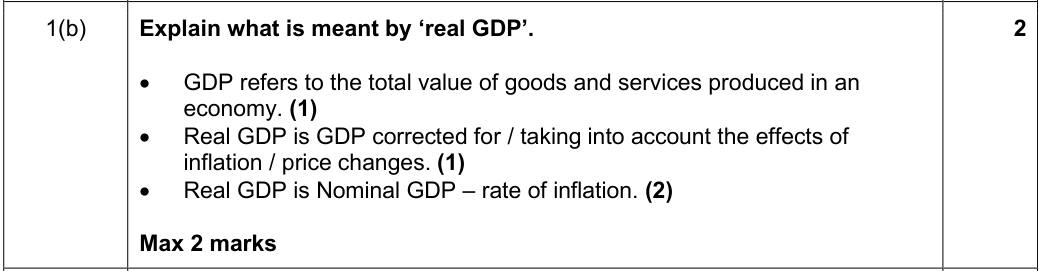 1(b) Explain what is meant by ‘real GDP’. 2
• GDP refers to the total value of goods and services produced in an
economy. (1)
• Real GDP is GDP corrected for / taking into account the effects of
inflation / price changes. (1)
• Real GDP is Nominal GDP – rate of inflation. (2)
Max 2 marks